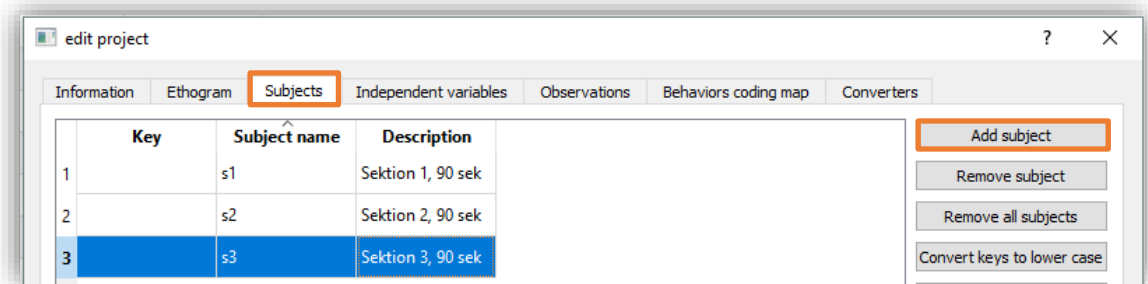 edit project ?
Information Ethogram Subjects Independent variables Observations Behaviors coding map Converters
Key Subject name Description Add subject
1 s1 Sektion 1, 90 sek Remove subject
2 s2 Sektion 2, 90 sek Remove all subjects
3 s3 Sektion 3, 90 sek Convert keys to lower case